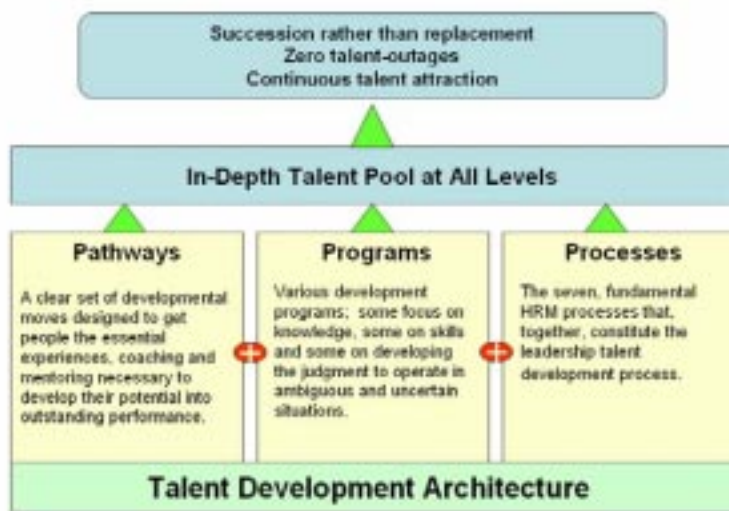 Succession rather than replacement
Zero talent-outages
Continuous talent attraction
In-Depth Talent Pool at All Levels
Pathways
A clear set of developmental
moves designed to get
people the essential
experiences, coaching and
mentoring necessary to
develop their potential into
outstanding performance.
Programs
Various development
programs; some focus on
knowledge, some on skills
and some on developing
the judgment to operate in
ambiguous and uncertain
situations.
Processes
The seven, fundamental
HRM processes that,
together, constitute the
leadership talent
development process.
Talent Development Architecture